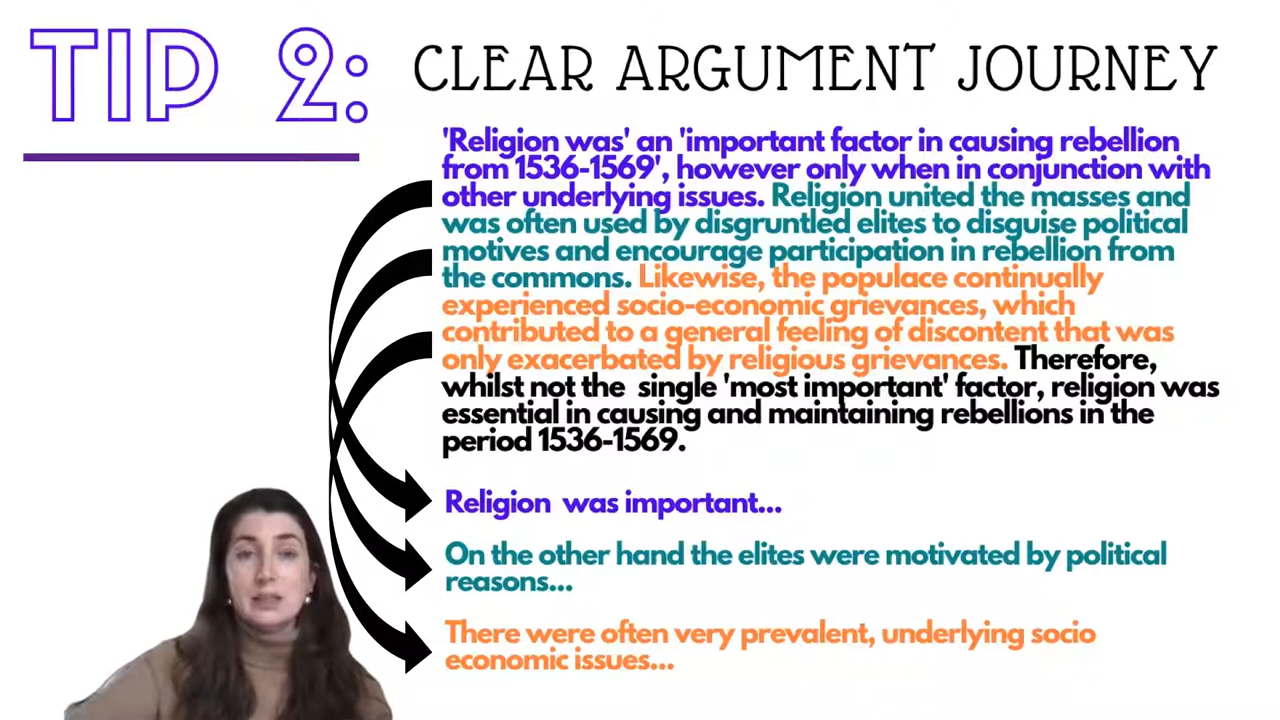 TIP 2: CLEAR ARGUMENT JOURNEY
'Religion was' an 'important factor in causing rebellion
from 1536-1569', however only when in conjunction with
other underlying issues. Religion united the masses and
was often used by disgruntled elites to disguise political
motives and encourage participation in rebellion from
the commons. Likewise, the populace continually
experienced socio-economic grievances, which
contributed to a general feeling of discontent that was
only exacerbated by religious grievances. Therefore,
whilst not the single 'most important' factor, religion was
essential in causing and maintaining rebellions in the
period 1536-1569.
Religion was important...
On the other hand the elites were motivated by political
reasons...
There were often very prevalent, underlying socio
economic issues...